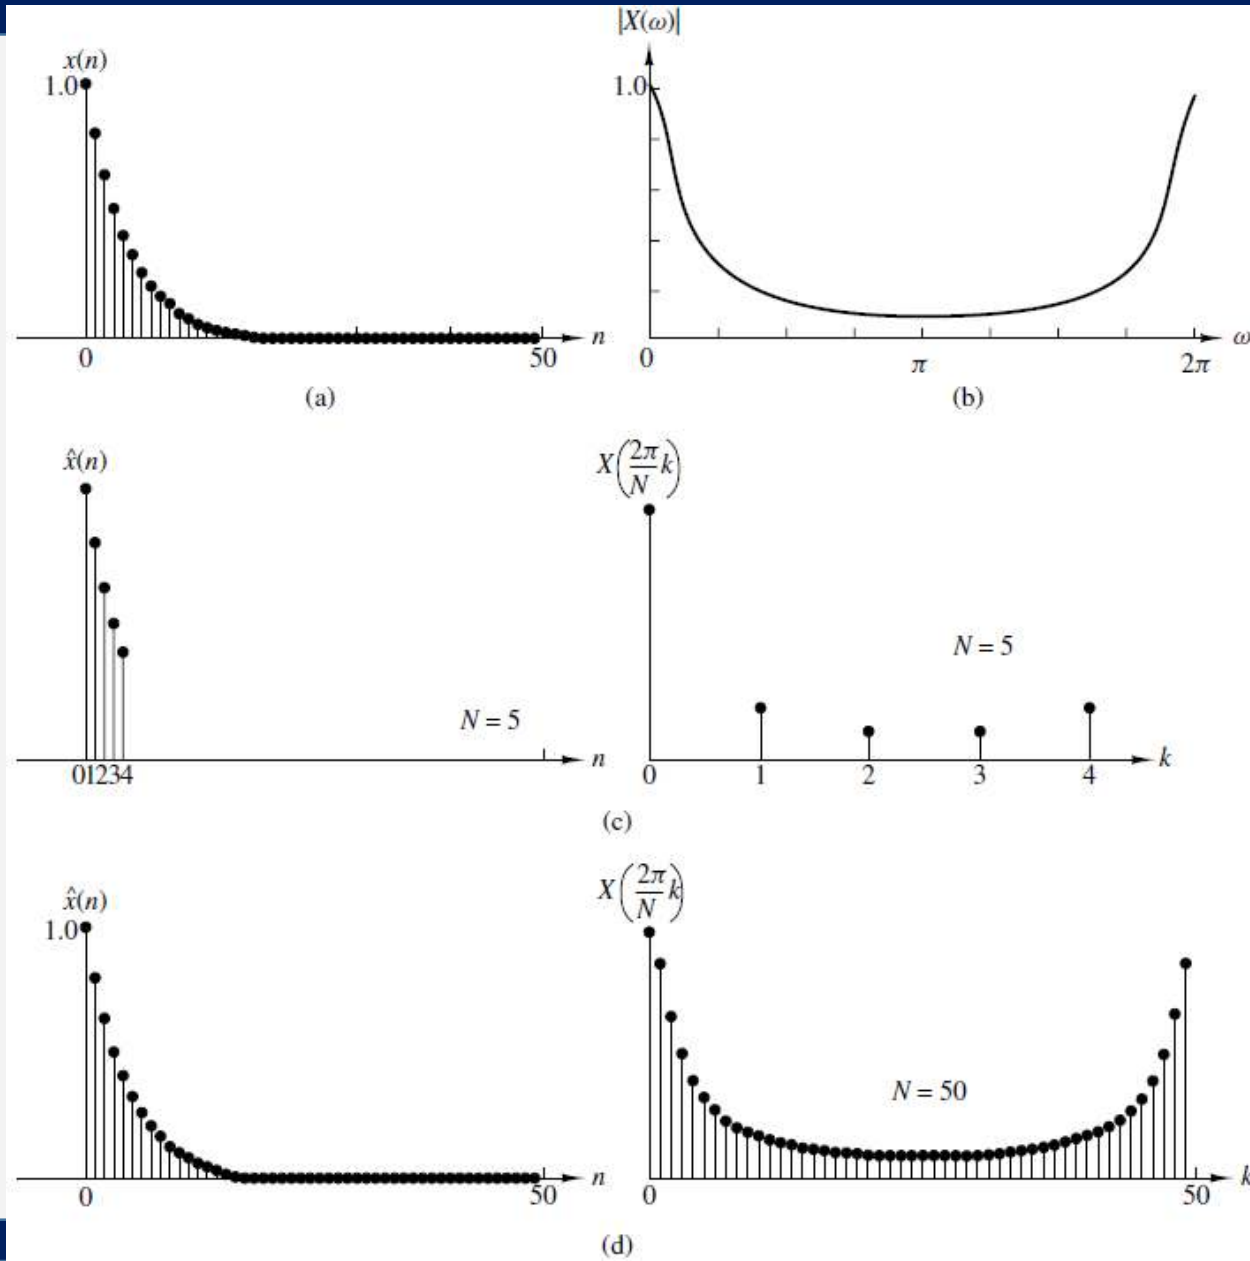 x(n)
1.0
0
50
n
(a)
|X(ω)|
1.0
0
π
2π
ω
(b)
x̂(n)
01234
N = 5
n
X(2π/N k)
N = 5
0
1
2
3
4
k
(c)
x̂(n)
1.0
0
50
n
X(2π/N k)
N = 50
0
50
k
(d)